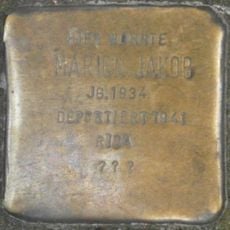 HIER WOHNTE
MARION JAKOB
JG. 1934
DEPORTIERT 1941
RIGA
???